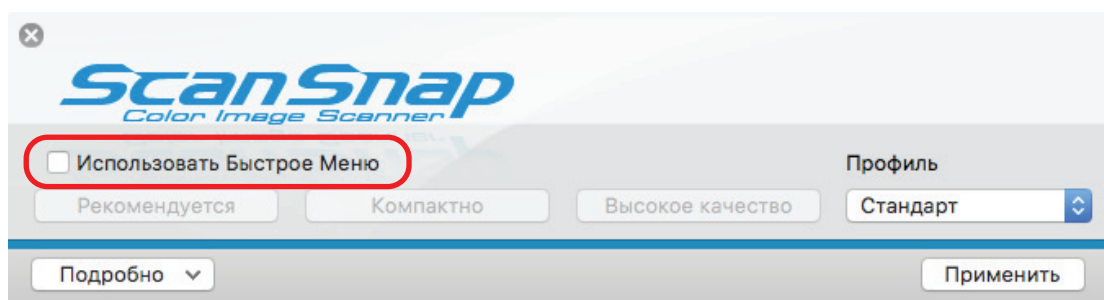 ScanSnap
Color Image Scanner
Использовать Быстрое Меню
Профиль
Рекомендуется
Компактно
Высокое качество
Стандарт
Подробно
Применить